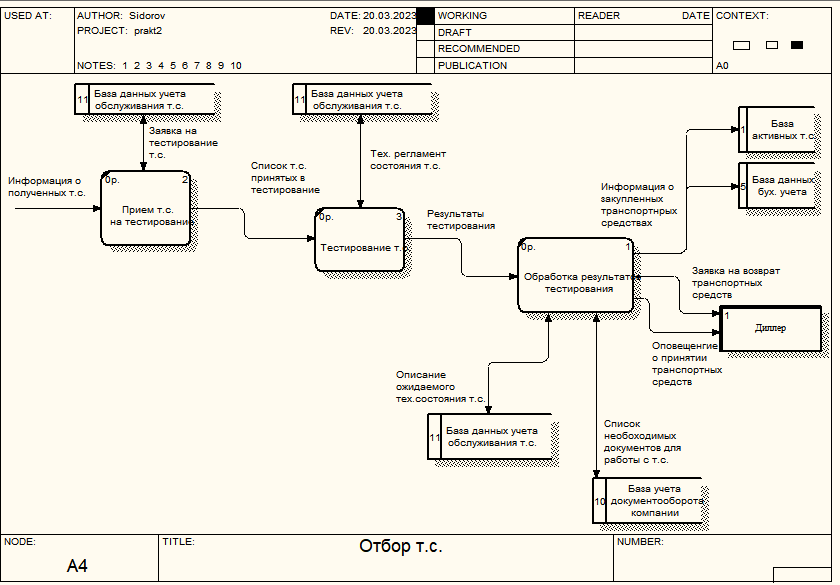 USED AT:
AUTHOR: Sidorov
DATE: 20.03.2023
PROJECT: prakt2
REV: 20.03.2023
NOTES: 1 2 3 4 5 6 7 8 9 10
WORKING
DRAFT
RECOMMENDED
PUBLICATION
READER
DATE
CONTEXT:
A0
11
База данных учета
обслуживания т.с.
11
База данных учета
обслуживания т.с.
Заявка на
тестирование
т.с.
Тех. регламент
состояния т.с.
Список т.с.
принятых в
тестирование
Информация о
полученных т.с.
0р.
2
Прием т.с.
на тестирование
0р.
3
Тестирование т.с.
Результаты
тестирования
0р.
1
Обработка результатов
тестирования
Информация о
закупленных
транспортрных
средствах
1
База
активных т.с
5
База данных
бух. учета
Заявка на возврат
транспортных
средств
1
Диллер
Оповещенгие
о принятии
транспортных
средств
Описание
ожидаемого
тех.состояния т.с.
11
База данных учета
обслуживания т.с.
Список
необоходимых
документов для
работы с т.с.
10
База учета
документооборота
компании
NODE:
A4
TITLE:
Отбор т.с.
NUMBER: